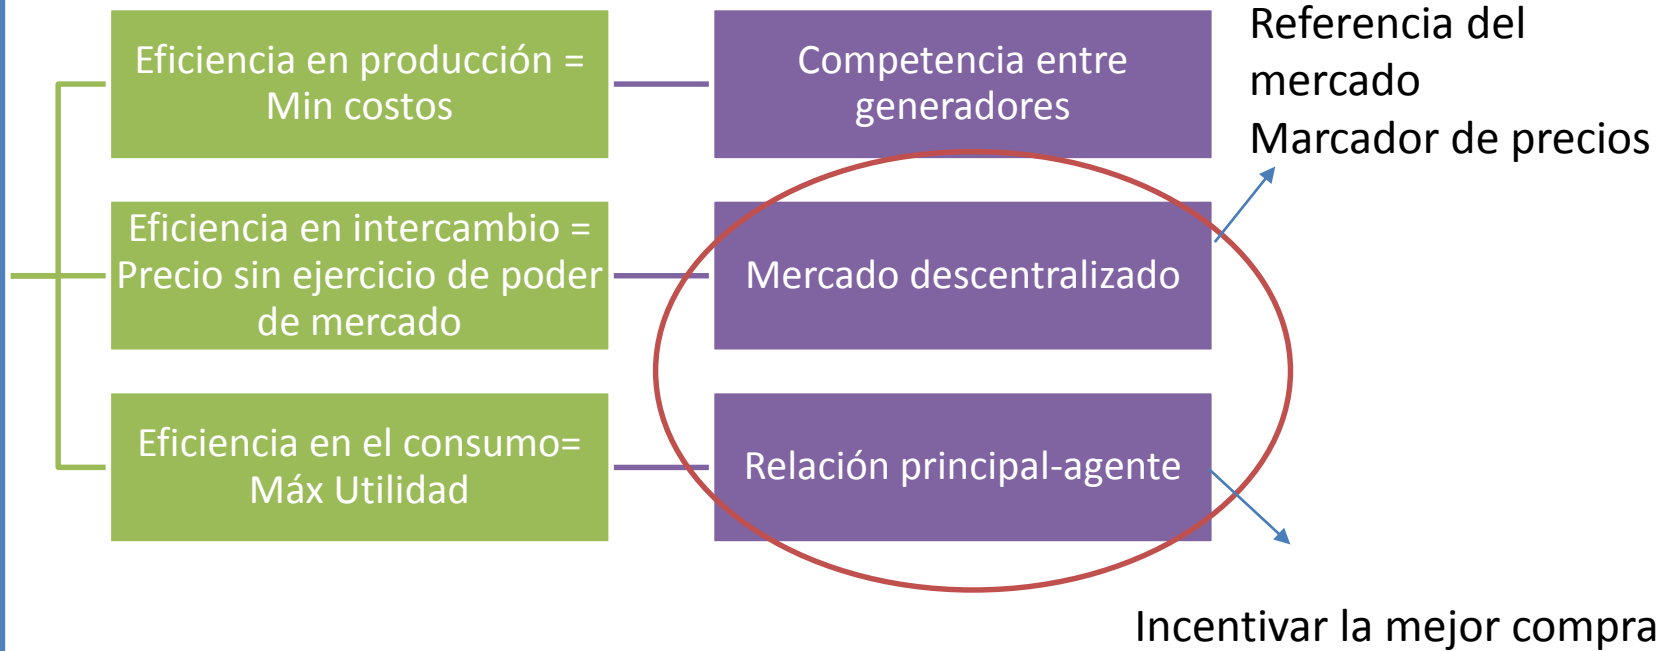 Eficiencia en producción =
Min costos
Competencia entre
generadores
Referencia del
mercado
Marcador de precios
Eficiencia en intercambio =
Precio sin ejercicio de poder
de mercado
Mercado descentralizado
Eficiencia en el consumo=
Máx Utilidad
Relación principal-agente
Incentivar la mejor compra